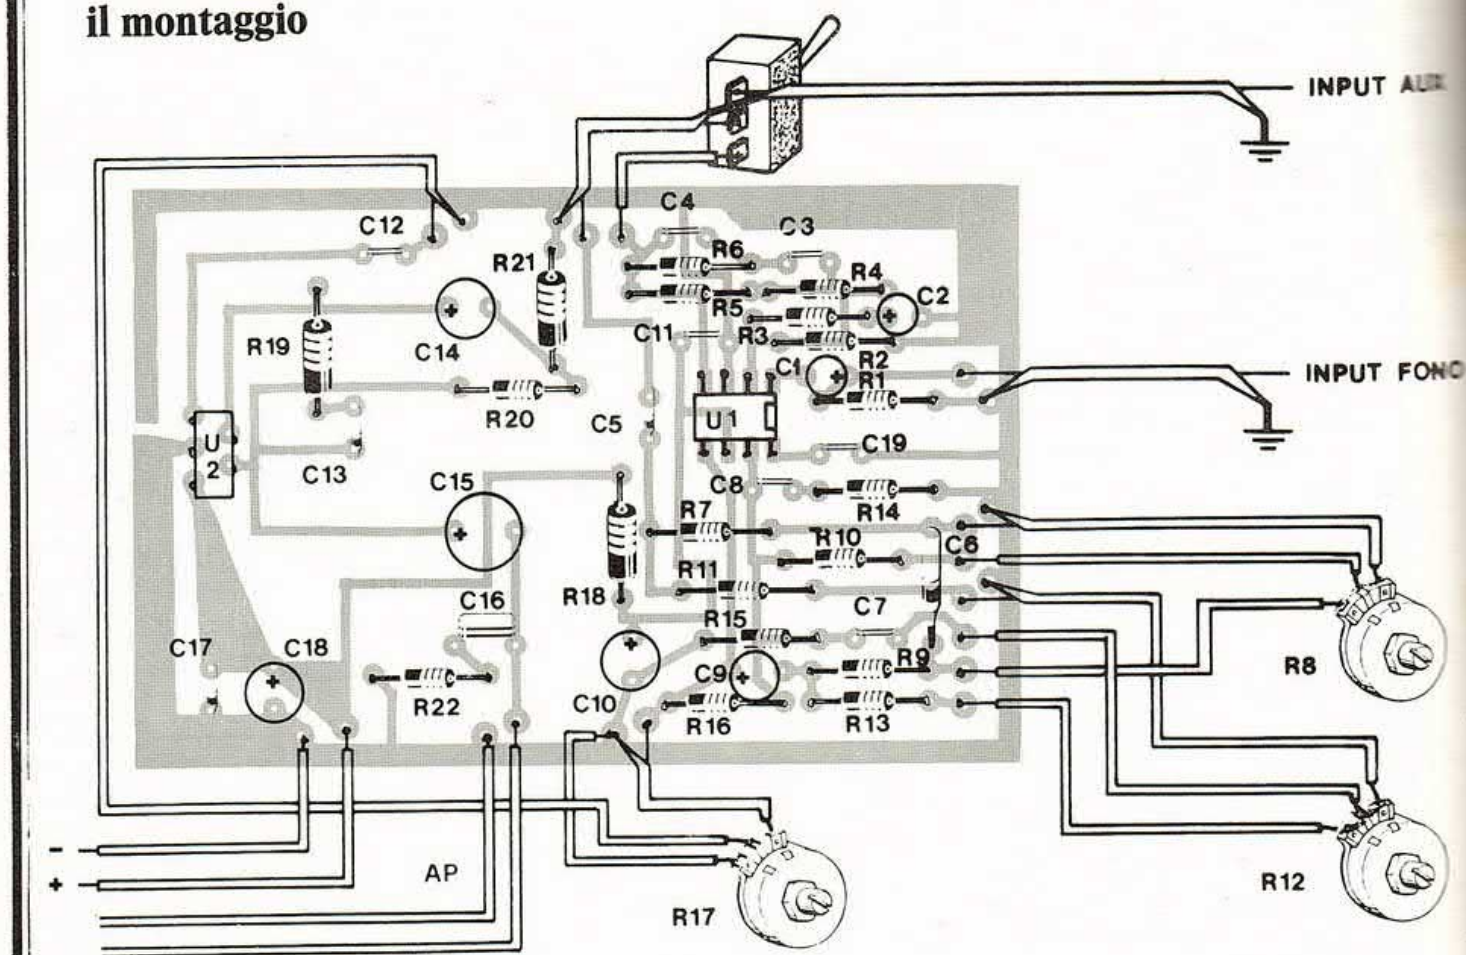 il montaggio
INPUT AUX
C4
C12
C3
R6
R21
R4
C2
R5
C11
R3
R19
C14
C1
R2
INPUT FONO
R1
R20
C5
U1
U
2
C13
C19
C15
C8
R14
R7
R10
C6
R11
R18
C16
C7
R15
C17
C18
R9
R8
C9
R22
C10
R16
R13
-
+
AP
R17
R12